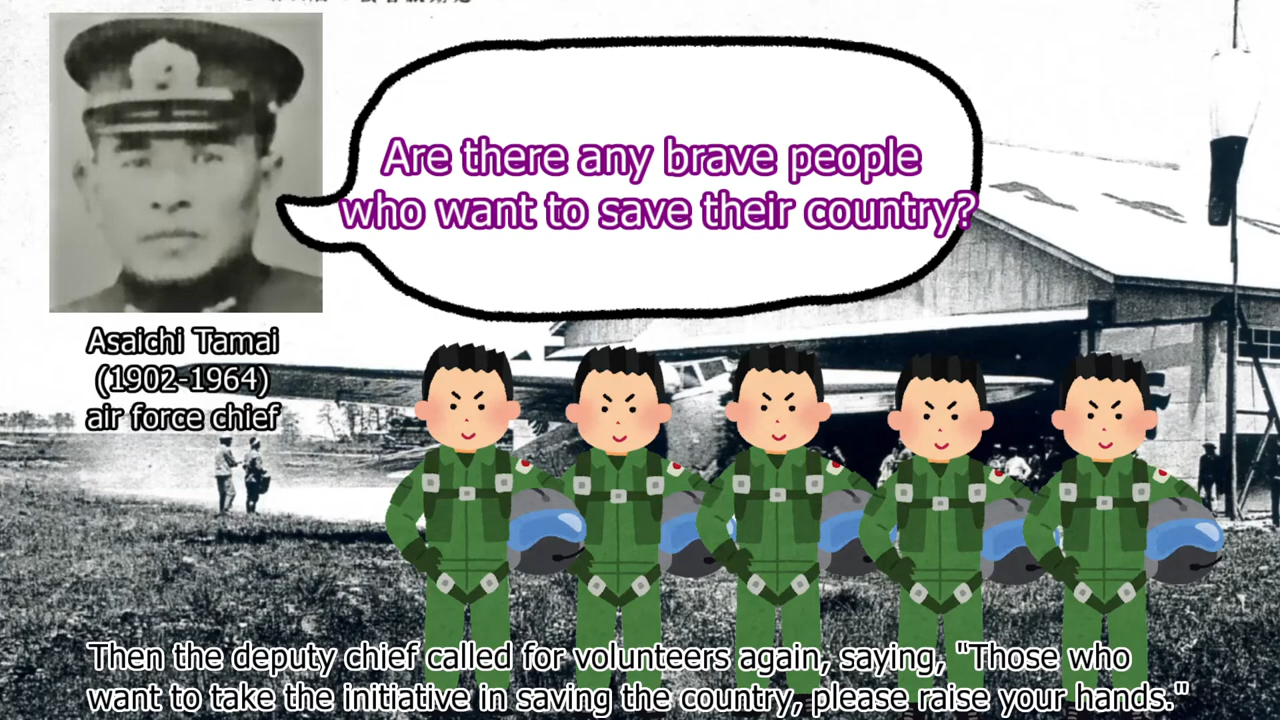 Are there any brave people
who want to save their country?
Asaichi Tamai
(1902-1964)
air force chief
Then the deputy chief called for volunteers again, saying, "Those who
want to take the initiative in saving the country, please raise your hands."